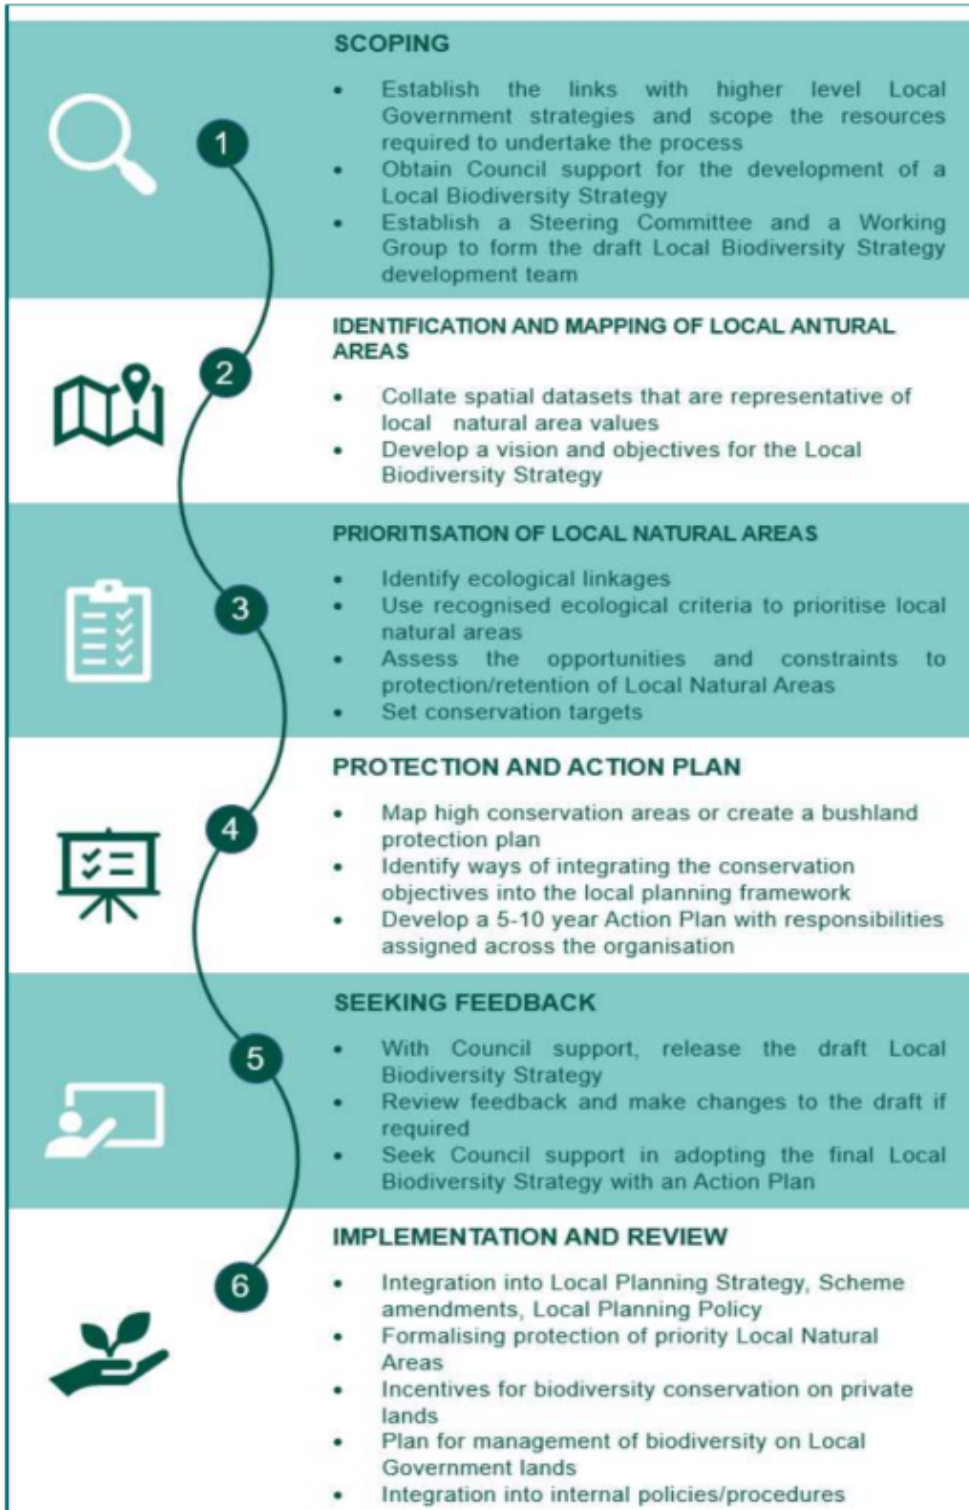 SCOPING
1
• Establish the links with higher level Local
Government strategies and scope the resources
required to undertake the process
• Obtain Council support for the development of a
Local Biodiversity Strategy
• Establish a Steering Committee and a Working
Group to form the draft Local Biodiversity Strategy
development team
IDENTIFICATION AND MAPPING OF LOCAL ANTURAL
AREAS
2
• Collate spatial datasets that are representative of
local natural area values
• Develop a vision and objectives for the Local
Biodiversity Strategy
PRIORITISATION OF LOCAL NATURAL AREAS
3
• Identify ecological linkages
• Use recognised ecological criteria to prioritise local
natural areas
• Assess the opportunities and constraints to
protection/retention of Local Natural Areas
• Set conservation targets
PROTECTION AND ACTION PLAN
4
• Map high conservation areas or create a bushland
protection plan
• Identify ways of integrating the conservation
objectives into the local planning framework
• Develop a 5-10 year Action Plan with responsibilities
assigned across the organisation
SEEKING FEEDBACK
5
• With Council support, release the draft Local
Biodiversity Strategy
• Review feedback and make changes to the draft if
required
• Seek Council support in adopting the final Local
Biodiversity Strategy with an Action Plan
IMPLEMENTATION AND REVIEW
6
• Integration into Local Planning Strategy, Scheme
amendments, Local Planning Policy
• Formalising protection of priority Local Natural
Areas
• Incentives for biodiversity conservation on private
lands
• Plan for management of biodiversity on Local
Government lands
• Integration into internal policies/procedures